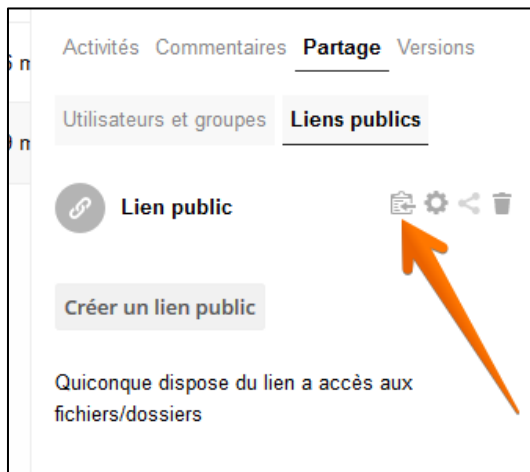 Activités Commentaires Partage Versions
Utilisateurs et groupes Liens publics
Lien public
Créer un lien public
Quiconque dispose du lien a accès aux
fichiers/dossiers